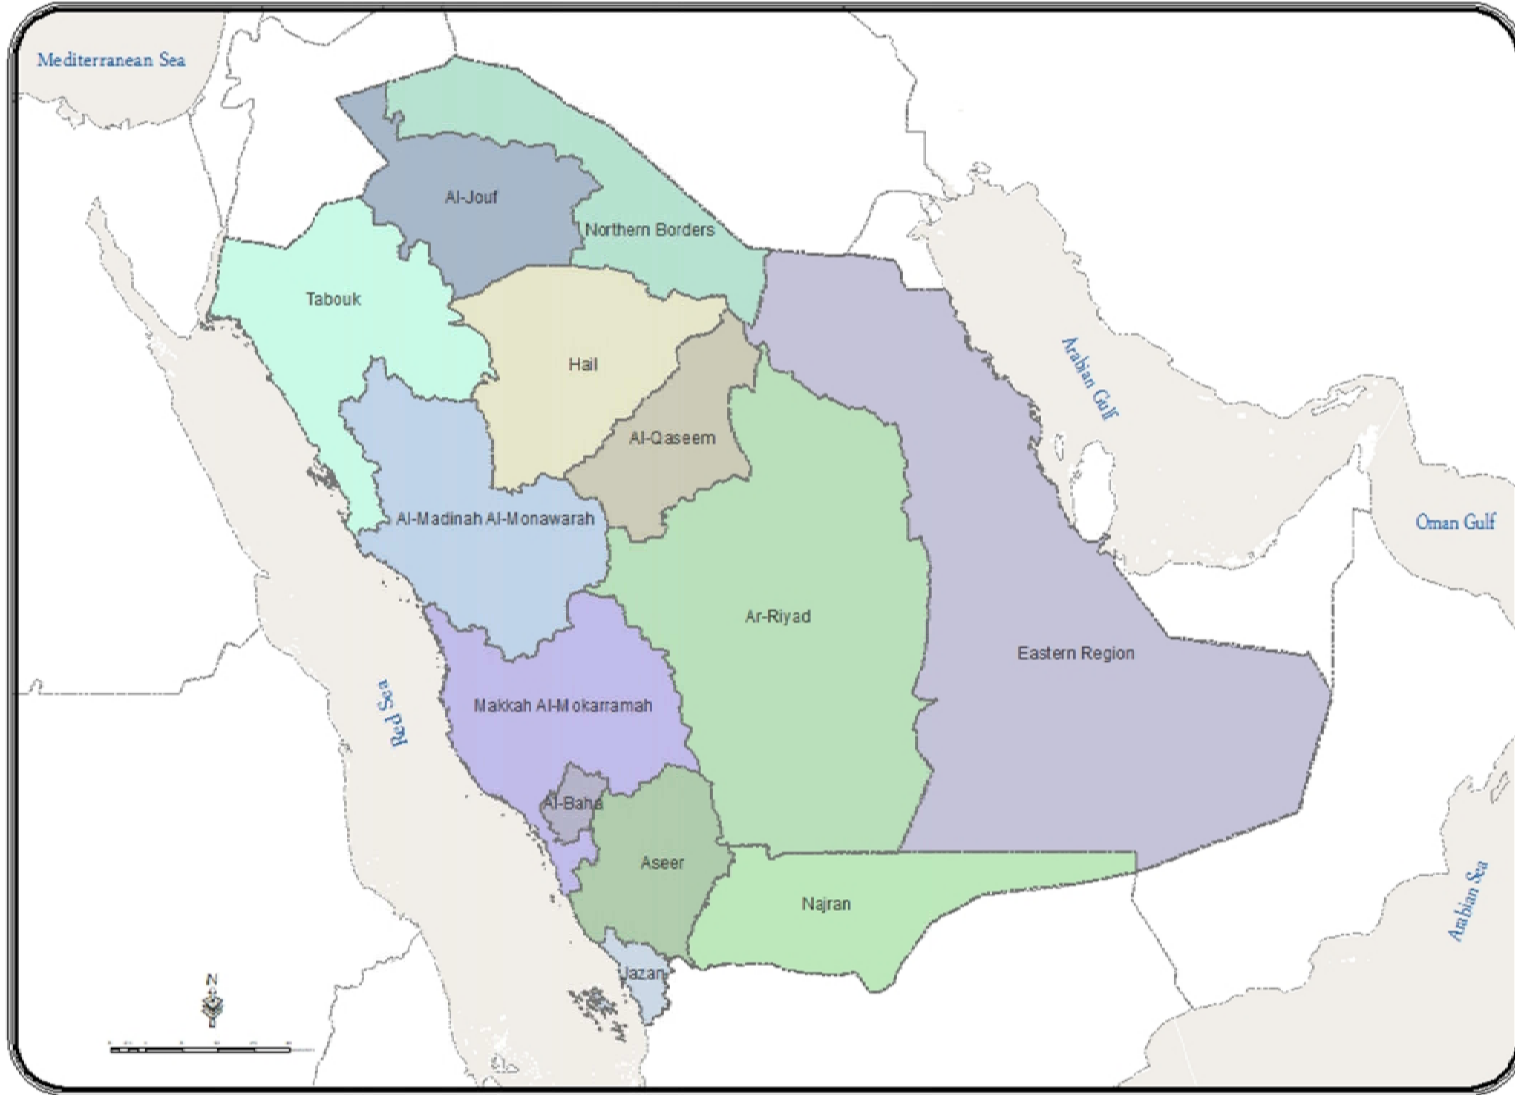 Mediterranean Sea
Al-Jouf
Northern Borders
Tabouk
Hail
Arabian Gulf
Al-Qaseem
Al-Madinah Al-Monawarah
Oman Gulf
Ar-Riyad
Eastern Region
Red Sea
Makkah Al-Mokarramah
Al-Baha
Aseer
Najran
Arabian Sea
Jazan
N